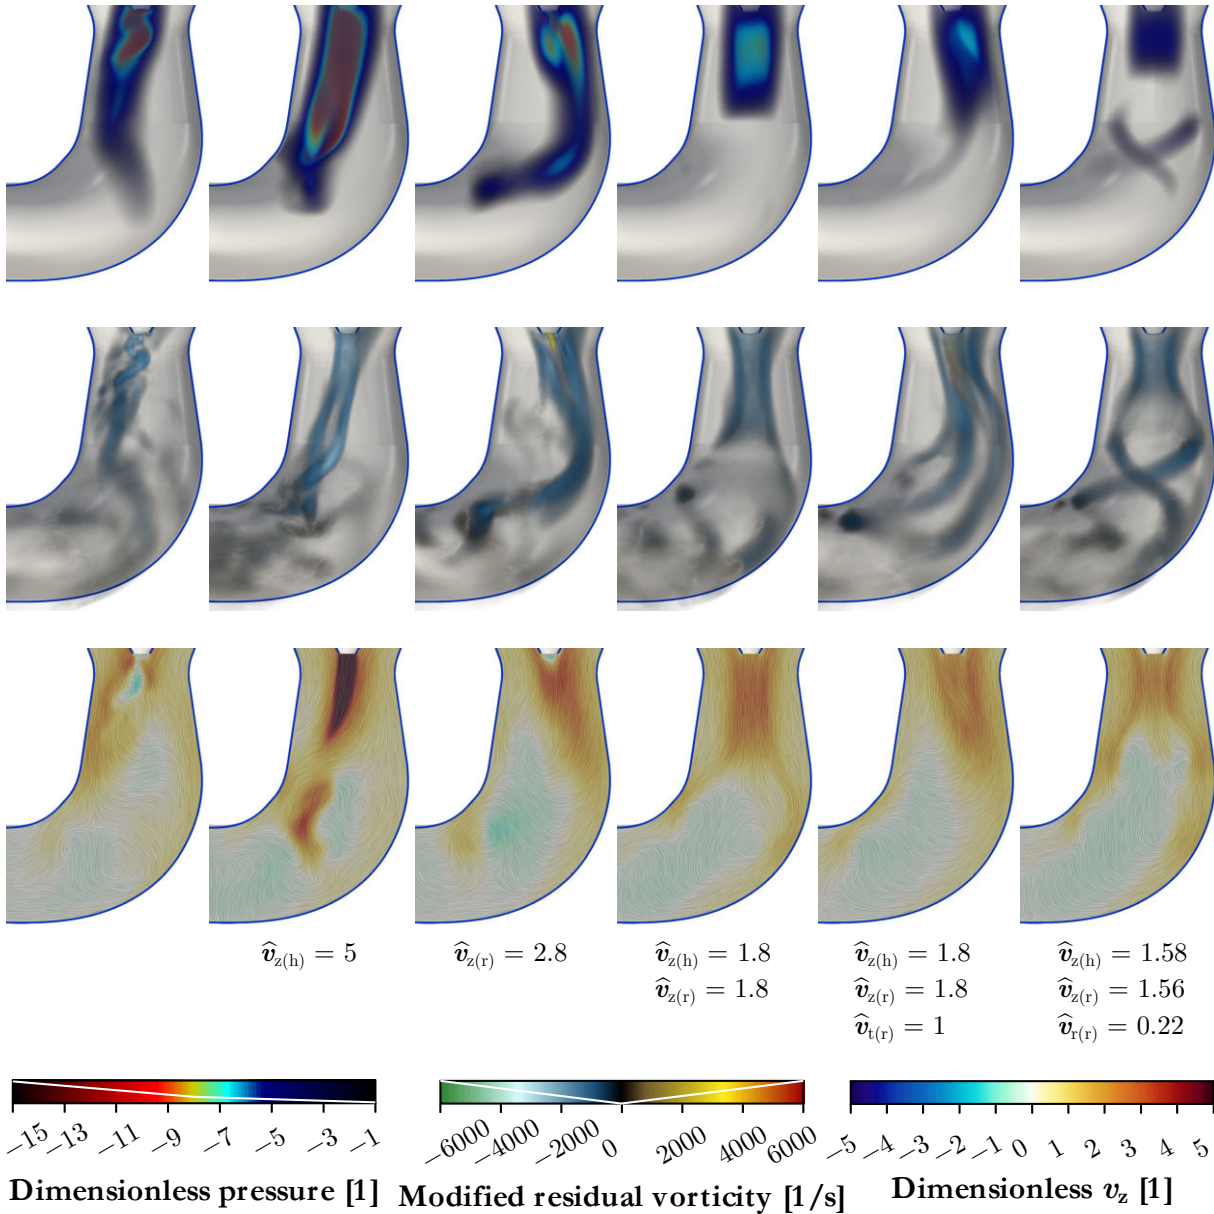 v̂z(h) = 5
v̂z(r) = 2.8
v̂z(h) = 1.8
v̂z(h) = 1.8
v̂z(h) = 1.58
v̂z(r) = 1.8
v̂z(r) = 1.8
v̂z(r) = 1.56
v̂t(r) = 1
v̂r(r) = 0.22
−15 −13 −11 −9 −7 −5 −3 −1
Dimensionless pressure [1]
−6000 −4000 −2000 0 2000 4000 6000
Modified residual vorticity [1/s]
−5 −4 −3 −2 −1 0 1 2 3 4 5
Dimensionless vz [1]